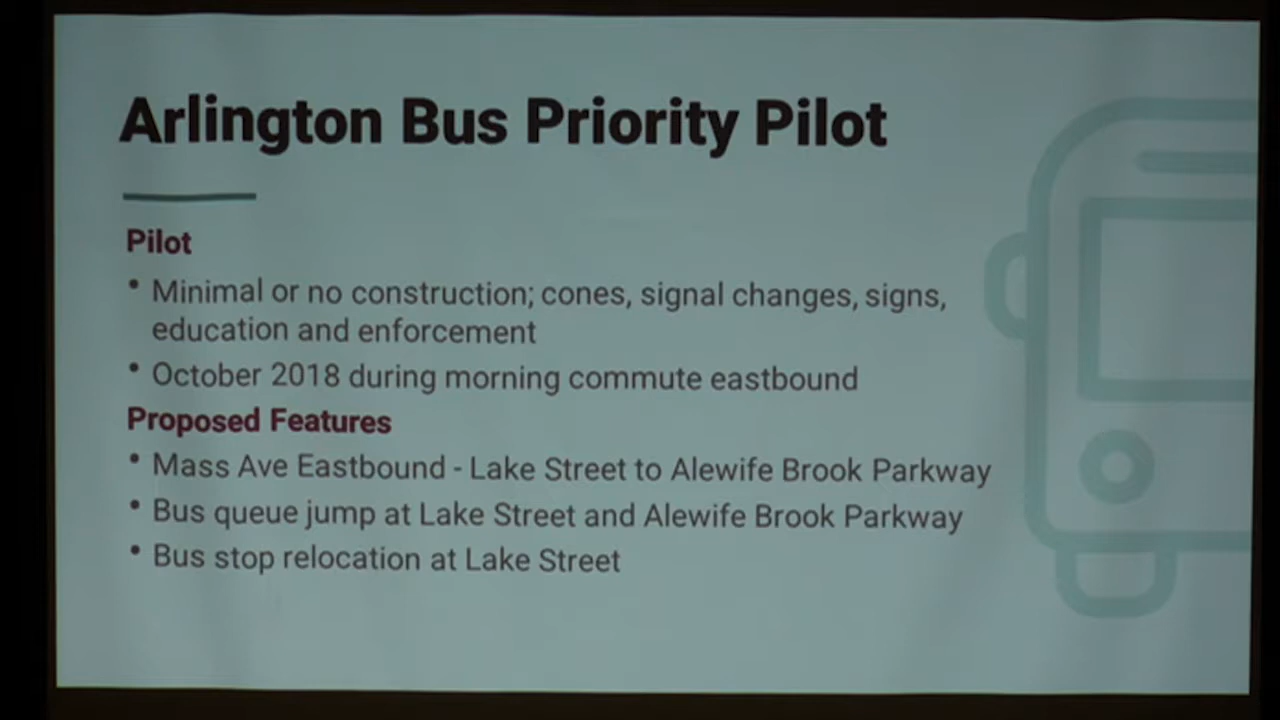 Arlington Bus Priority Pilot
Pilot
• Minimal or no construction; cones, signal changes, signs,
education and enforcement
• October 2018 during morning commute eastbound
Proposed Features
• Mass Ave Eastbound - Lake Street to Alewife Brook Parkway
• Bus queue jump at Lake Street and Alewife Brook Parkway
• Bus stop relocation at Lake Street